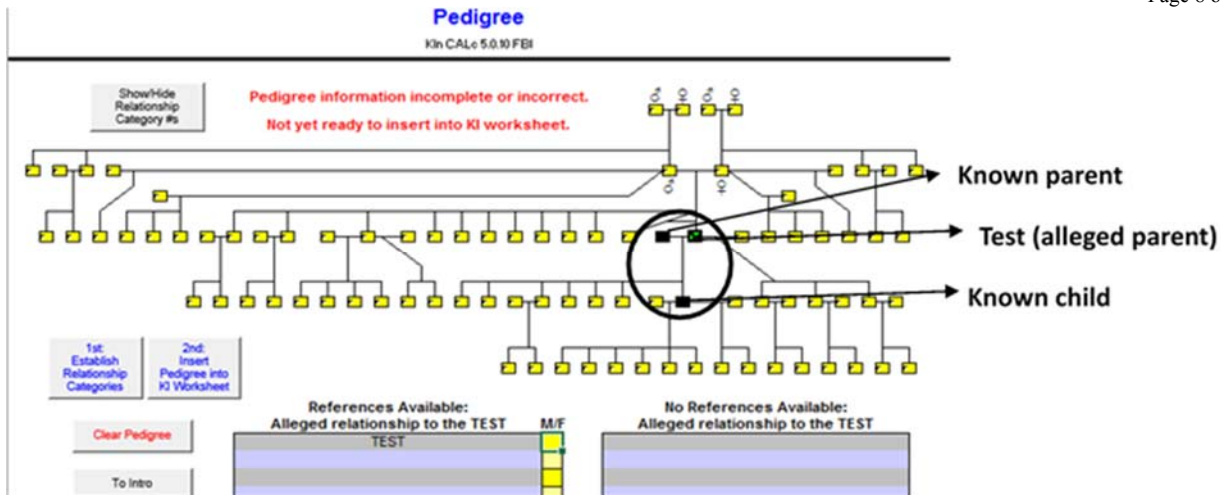 Pedigree
KIn CALc 5.0.10 FBI
Show/Hide
Relationship
Category #s
Pedigree information incomplete or incorrect.
Not yet ready to insert into KI worksheet.
♂ ♀ ♂ ♀
♂ ♀
Known parent
Test (alleged parent)
Known child
1st:
Establish
Relationship
Categories
2nd:
Insert
Pedigree into
KI Worksheet
Clear Pedigree
To Intro
References Available:
Alleged relationship to the TEST M/F
TEST
No References Available:
Alleged relationship to the TEST